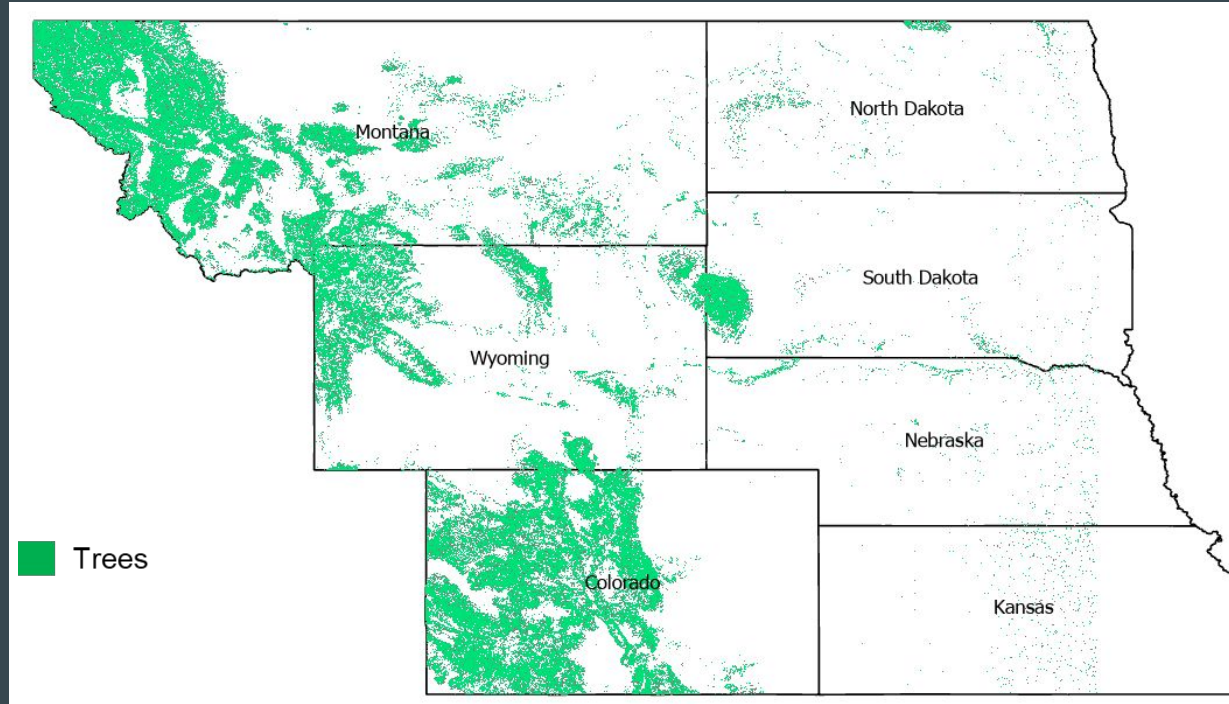 North Dakota
Montana
South Dakota
Wyoming
Nebraska
Trees
Colorado
Kansas